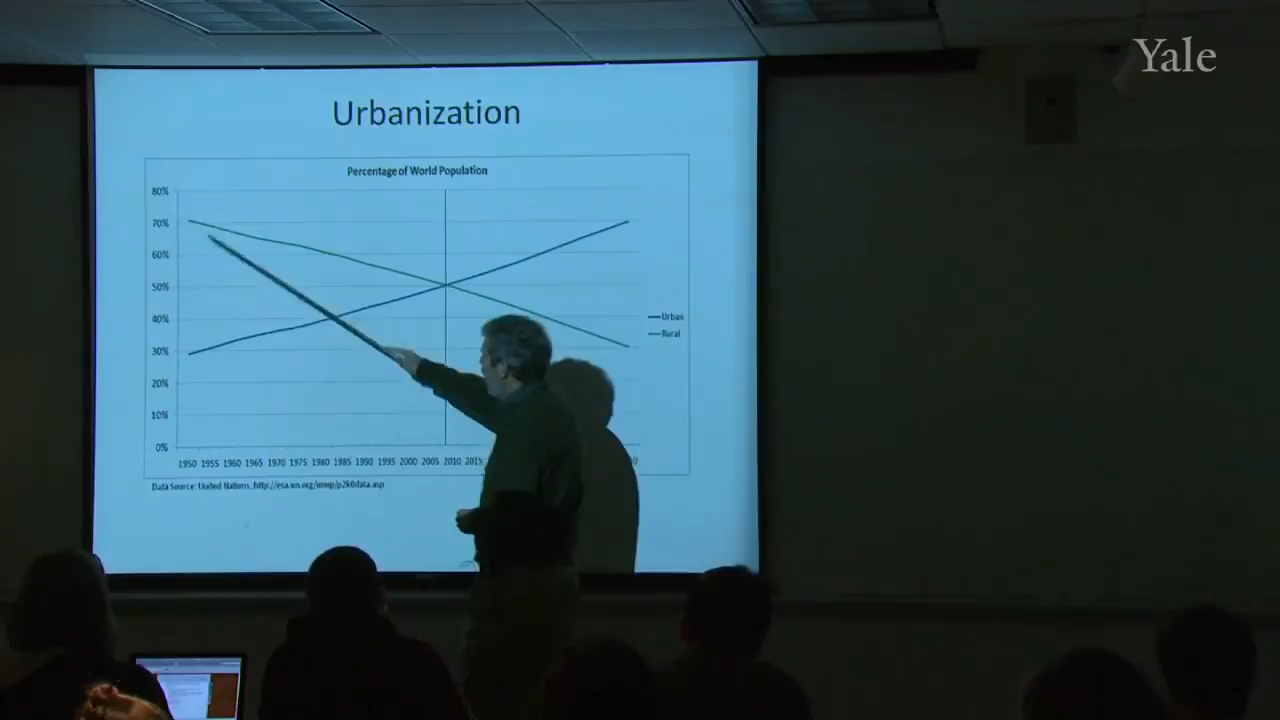 Yale
Urbanization
Percentage of World Population
80%
70%
60%
50%
40%
30%
20%
10%
0%
Urban
Rural
1950 1955 1960 1965 1970 1975 1980 1985 1990 1995 2000 2005 2010 2015
Data Source: United Nations, http://esa.un.org/unup/p2k0data.asp